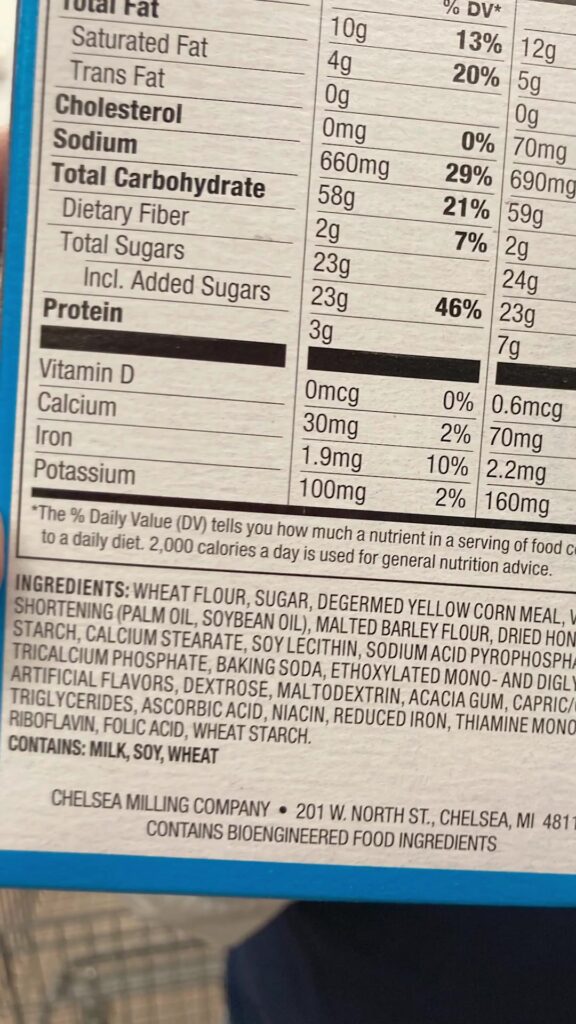 % DV*
Total Fat 10g 13% 12g
Saturated Fat 4g 20% 5g
Trans Fat 0g 0g
Cholesterol 0mg 0% 70mg
Sodium 660mg 29% 690mg
Total Carbohydrate 58g 21% 59g
Dietary Fiber 2g 7% 2g
Total Sugars 23g 24g
Incl. Added Sugars 23g 46% 23g
Protein 3g 7g
Vitamin D 0mcg 0% 0.6mcg
Calcium 30mg 2% 70mg
Iron 1.9mg 10% 2.2mg
Potassium 100mg 2% 160mg
*The % Daily Value (DV) tells you how much a nutrient in a serving of food
to a daily diet. 2,000 calories a day is used for general nutrition advice.
INGREDIENTS: WHEAT FLOUR, SUGAR, DEGERMED YELLOW CORN MEAL,
SHORTENING (PALM OIL, SOYBEAN OIL), MALTED BARLEY FLOUR, DRIED
STARCH, CALCIUM STEARATE, SOY LECITHIN, SODIUM ACID
TRICALCIUM PHOSPHATE, BAKING SODA, ETHOXYLATED MONO- AND
ARTIFICIAL FLAVORS, DEXTROSE, MALTODEXTRIN, ACACIA GUM, CAPRIC/
TRIGLYCERIDES, ASCORBIC ACID, NIACIN, REDUCED IRON, THIAMINE
RIBOFLAVIN, FOLIC ACID, WHEAT STARCH.
CONTAINS: MILK, SOY, WHEAT
CHELSEA MILLING COMPANY • 201 W. NORTH ST., CHELSEA, MI
CONTAINS BIOENGINEERED FOOD INGREDIENTS